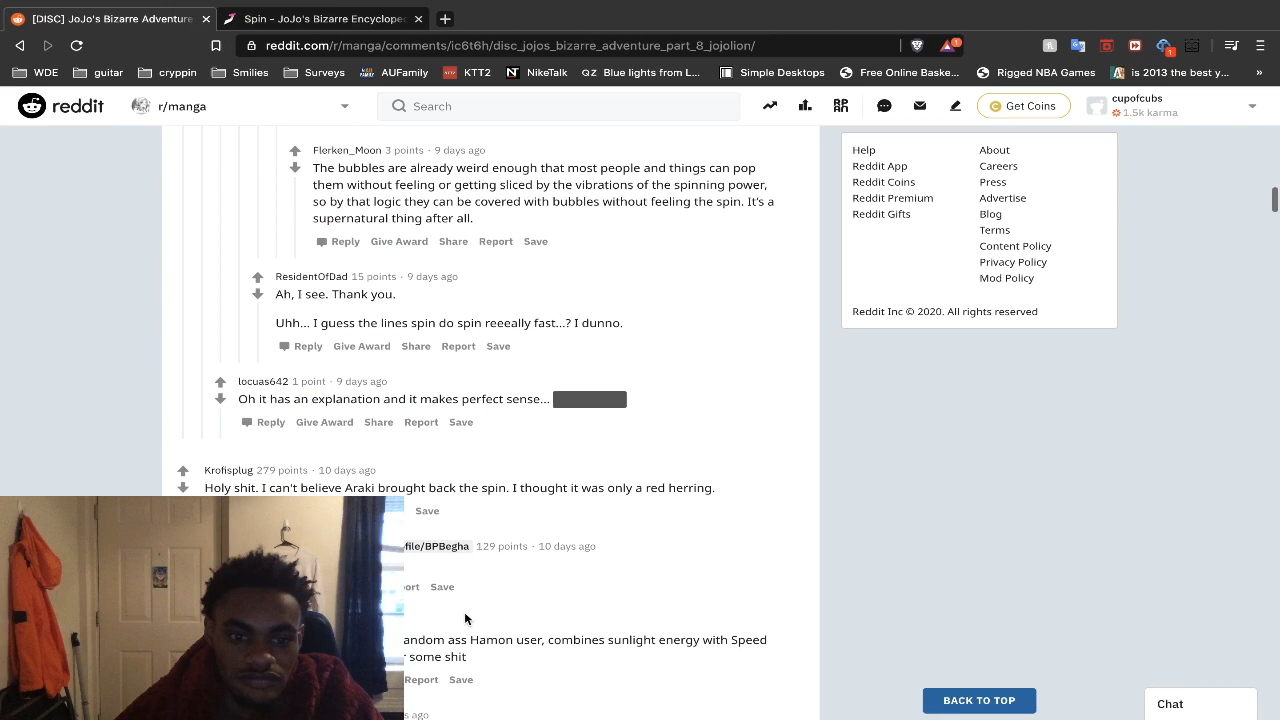 [DISC] JoJo's Bizarre Adventure
Spin - JoJo's Bizarre Encyclope
reddit.com/r/manga/comments/ic6t6h/disc_jojos_bizarre_adventure_part_8_jojolion/
1
1
WDE
guitar
cryppin
Smilies
Surveys
AUFamily
KTT2
NikeTalk
QZ Blue lights from L...
Simple Desktops
Free Online Baske...
Rigged NBA Games
is 2013 the best y...
»
reddit
r/manga
Search
Get Coins
cupofcubs
1.5k karma
Flerken_Moon 3 points · 9 days ago
The bubbles are already weird enough that most people and things can pop
them without feeling or getting sliced by the vibrations of the spinning power,
so by that logic they can be covered with bubbles without feeling the spin. It's a
supernatural thing after all.
Reply Give Award Share Report Save
ResidentOfDad 15 points · 9 days ago
Ah, I see. Thank you.
Uhh... I guess the lines spin do spin reeeally fast...? I dunno.
Reply Give Award Share Report Save
locuas642 1 point · 9 days ago
Oh it has an explanation and it makes perfect sense...
Reply Give Award Share Report Save
Krofisplug 279 points · 10 days ago
Holy shit. I can't believe Araki brought back the spin. I thought it was only a red herring.
Save
file/BPBegha 129 points · 10 days ago
ort Save
andom ass Hamon user, combines sunlight energy with Speed
r some shit
Report Save
s ago
Help
Reddit App
Reddit Coins
Reddit Premium
Reddit Gifts
About
Careers
Press
Advertise
Blog
Terms
Content Policy
Privacy Policy
Mod Policy
Reddit Inc © 2020. All rights reserved
BACK TO TOP
Chat